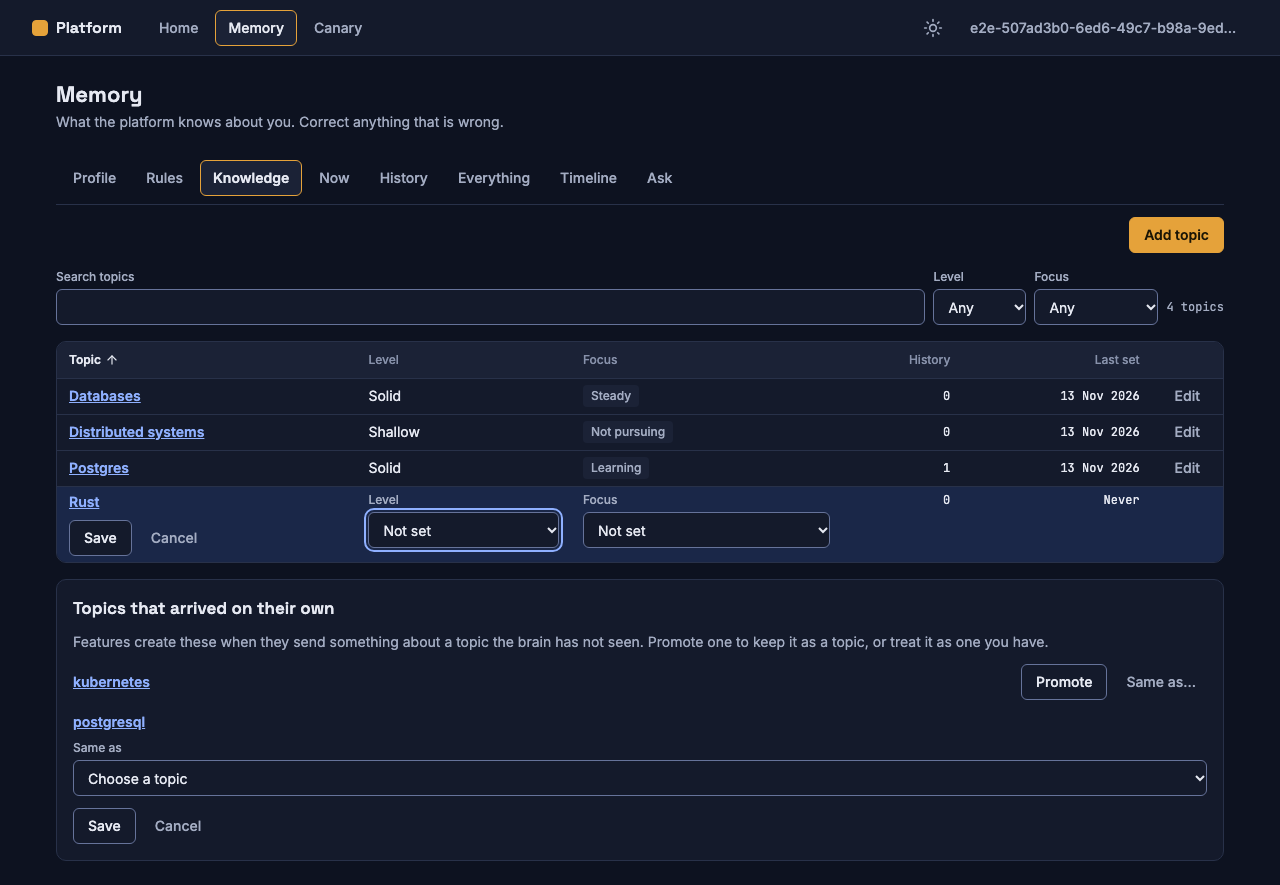 Platform Home Memory Canary e2e-507ad3b0-6ed6-49c7-b98a-9ed...
Memory
What the platform knows about you. Correct anything that is wrong.
Profile Rules Knowledge Now History Everything Timeline Ask
Add topic
Search topics Level Focus
Any Any 4 topics
Topic ↑ Level Focus History Last set
Databases Solid Steady 0 13 Nov 2026 Edit
Distributed systems Shallow Not pursuing 0 13 Nov 2026 Edit
Postgres Solid Learning 1 13 Nov 2026 Edit
Rust Level Focus 0 Never
Save Cancel Not set Not set
Topics that arrived on their own
Features create these when they send something about a topic the brain has not seen. Promote one to keep it as a topic, or treat it as one you have.
kubernetes Promote Same as...
postgresql
Same as
Choose a topic
Save Cancel